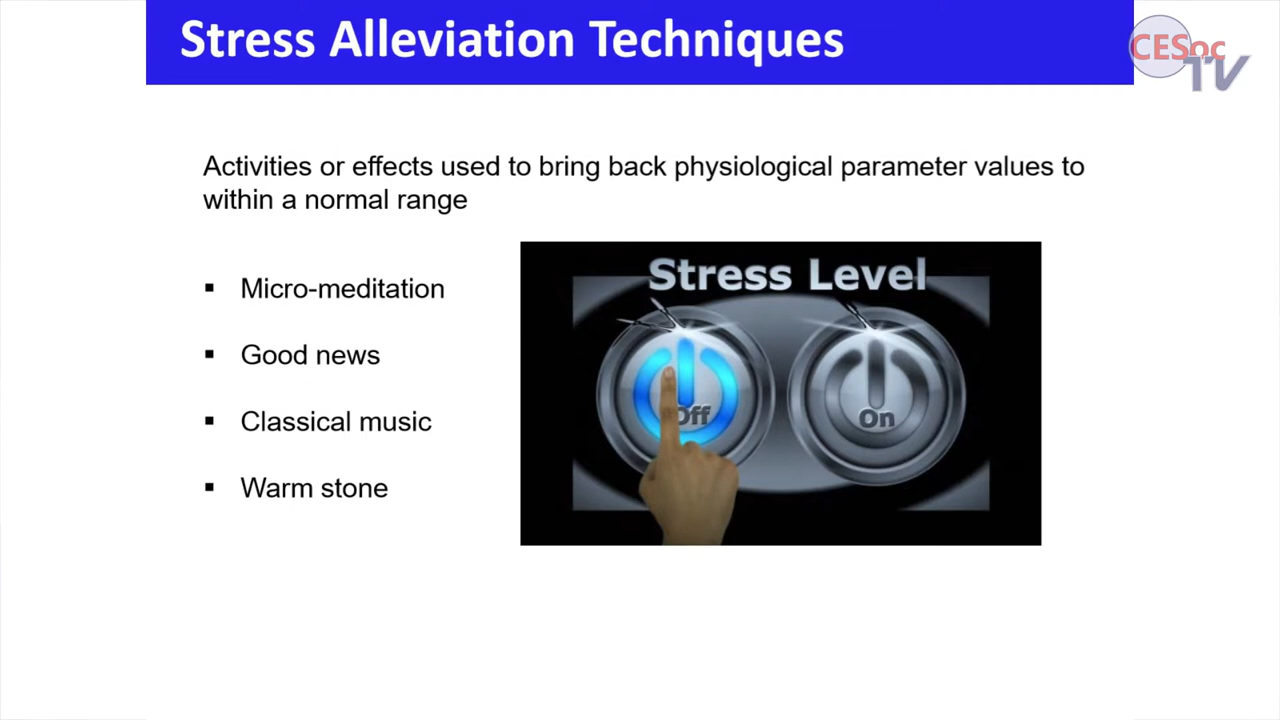 Stress Alleviation Techniques
CESoc
TV
Activities or effects used to bring back physiological parameter values to
within a normal range
▪ Micro-meditation
▪ Good news
▪ Classical music
▪ Warm stone
Stress Level
Off
On